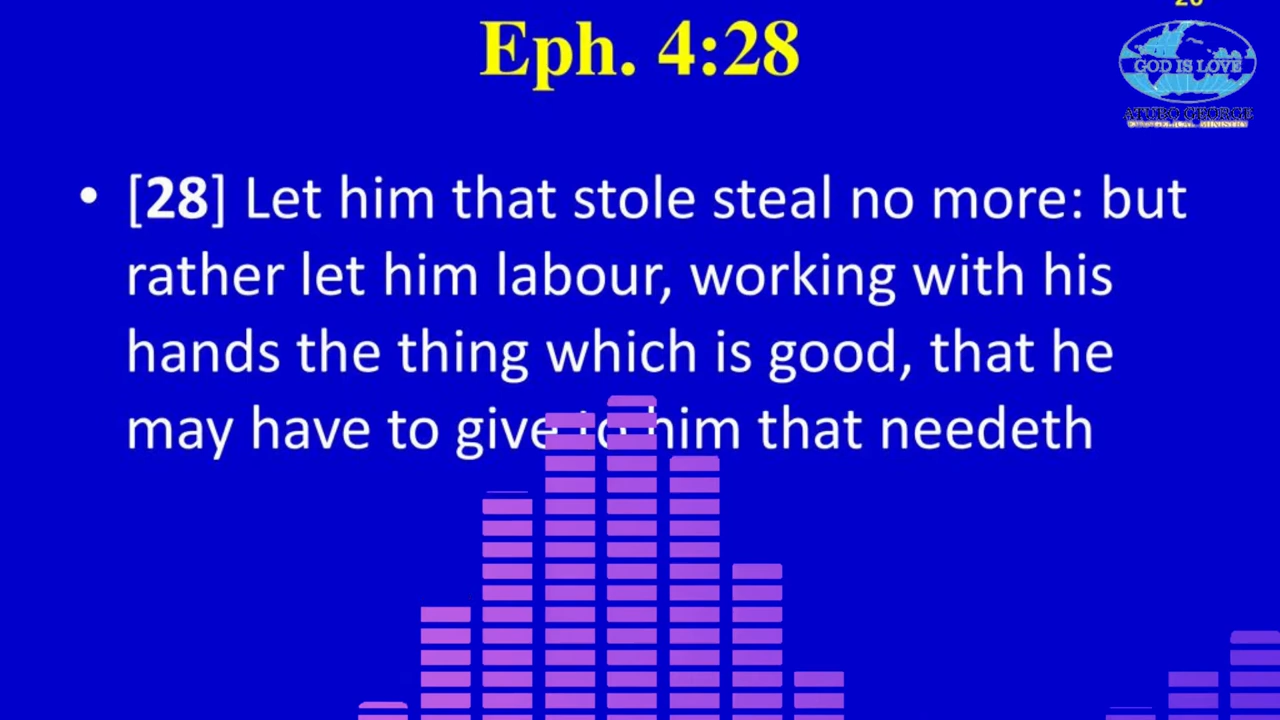 Eph. 4:28
GOD IS LOVE
ATUBO GEORGE
• [28] Let him that stole steal no more: but
rather let him labour, working with his
hands the thing which is good, that he
may have to give to him that needeth